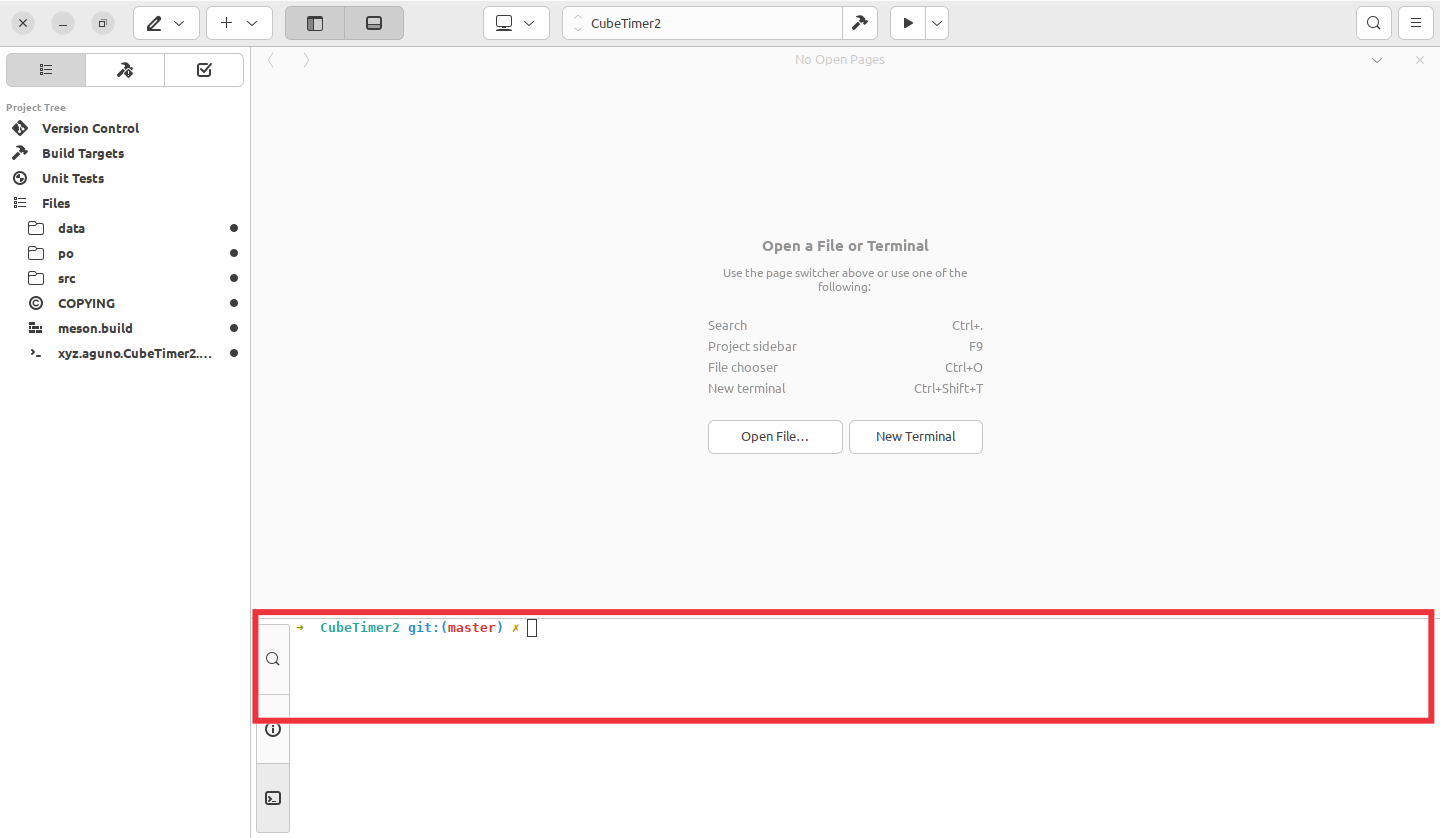 CubeTimer2
Project Tree
Version Control
Build Targets
Unit Tests
Files
data
po
src
COPYING
meson.build
xyz.aguno.CubeTimer2....
No Open Pages
Open a File or Terminal
Use the page switcher above or use one of the
following:
Search Ctrl+.
Project sidebar F9
File chooser Ctrl+O
New terminal Ctrl+Shift+T
Open File... New Terminal
➜ CubeTimer2 git:(master) ✗